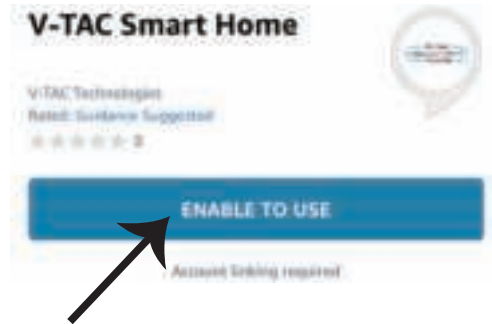 V-TAC Smart Home
V-TAC Technologies
Rated: Guidance Suggested
ENABLE TO USE
Account linking required